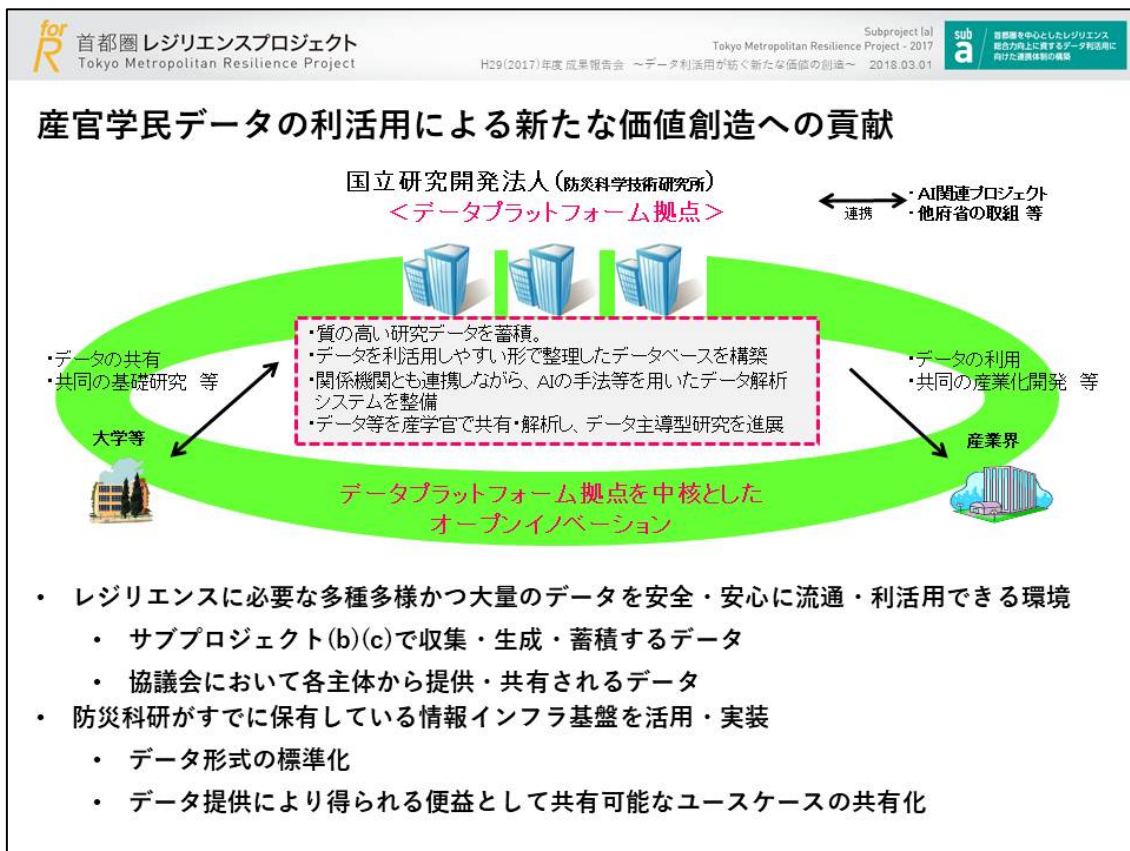 for R
首都圏レジリエンスプロジェクト
Tokyo Metropolitan Resilience Project
Subproject (a)
Tokyo Metropolitan Resilience Project - 2017
H29(2017)年度 成果報告会 ～データ利活用が紡ぐ新たな価値の創造～ 2018.03.01
sub a
首都圏を中心としたレジリエンス
総合力向上に資するデータ利活用に
向けた連携体制の構築
産官学民データの利活用による新たな価値創造への貢献
国立研究開発法人(防災科学技術研究所)
＜データプラットフォーム拠点＞
連携
・AI関連プロジェクト
・他府省の取組 等
・データの共有
・共同の基礎研究 等
大学等
・質の高い研究データを蓄積。
・データを利活用しやすい形で整理したデータベースを構築
・関係機関とも連携しながら、AIの手法等を用いたデータ解析
システムを整備
・データ等を産学官で共有・解析し、データ主導型研究を進展
・データの利用
・共同の産業化開発 等
産業界
データプラットフォーム拠点を中核とした
オープンイノベーション
• レジリエンスに必要な多種多様かつ大量のデータを安全・安心に流通・利活用できる環境
• サブプロジェクト(b)(c)で収集・生成・蓄積するデータ
• 協議会において各主体から提供・共有されるデータ
• 防災科研がすでに保有している情報インフラ基盤を活用・実装
• データ形式の標準化
• データ提供により得られる便益として共有可能なユースケースの共有化